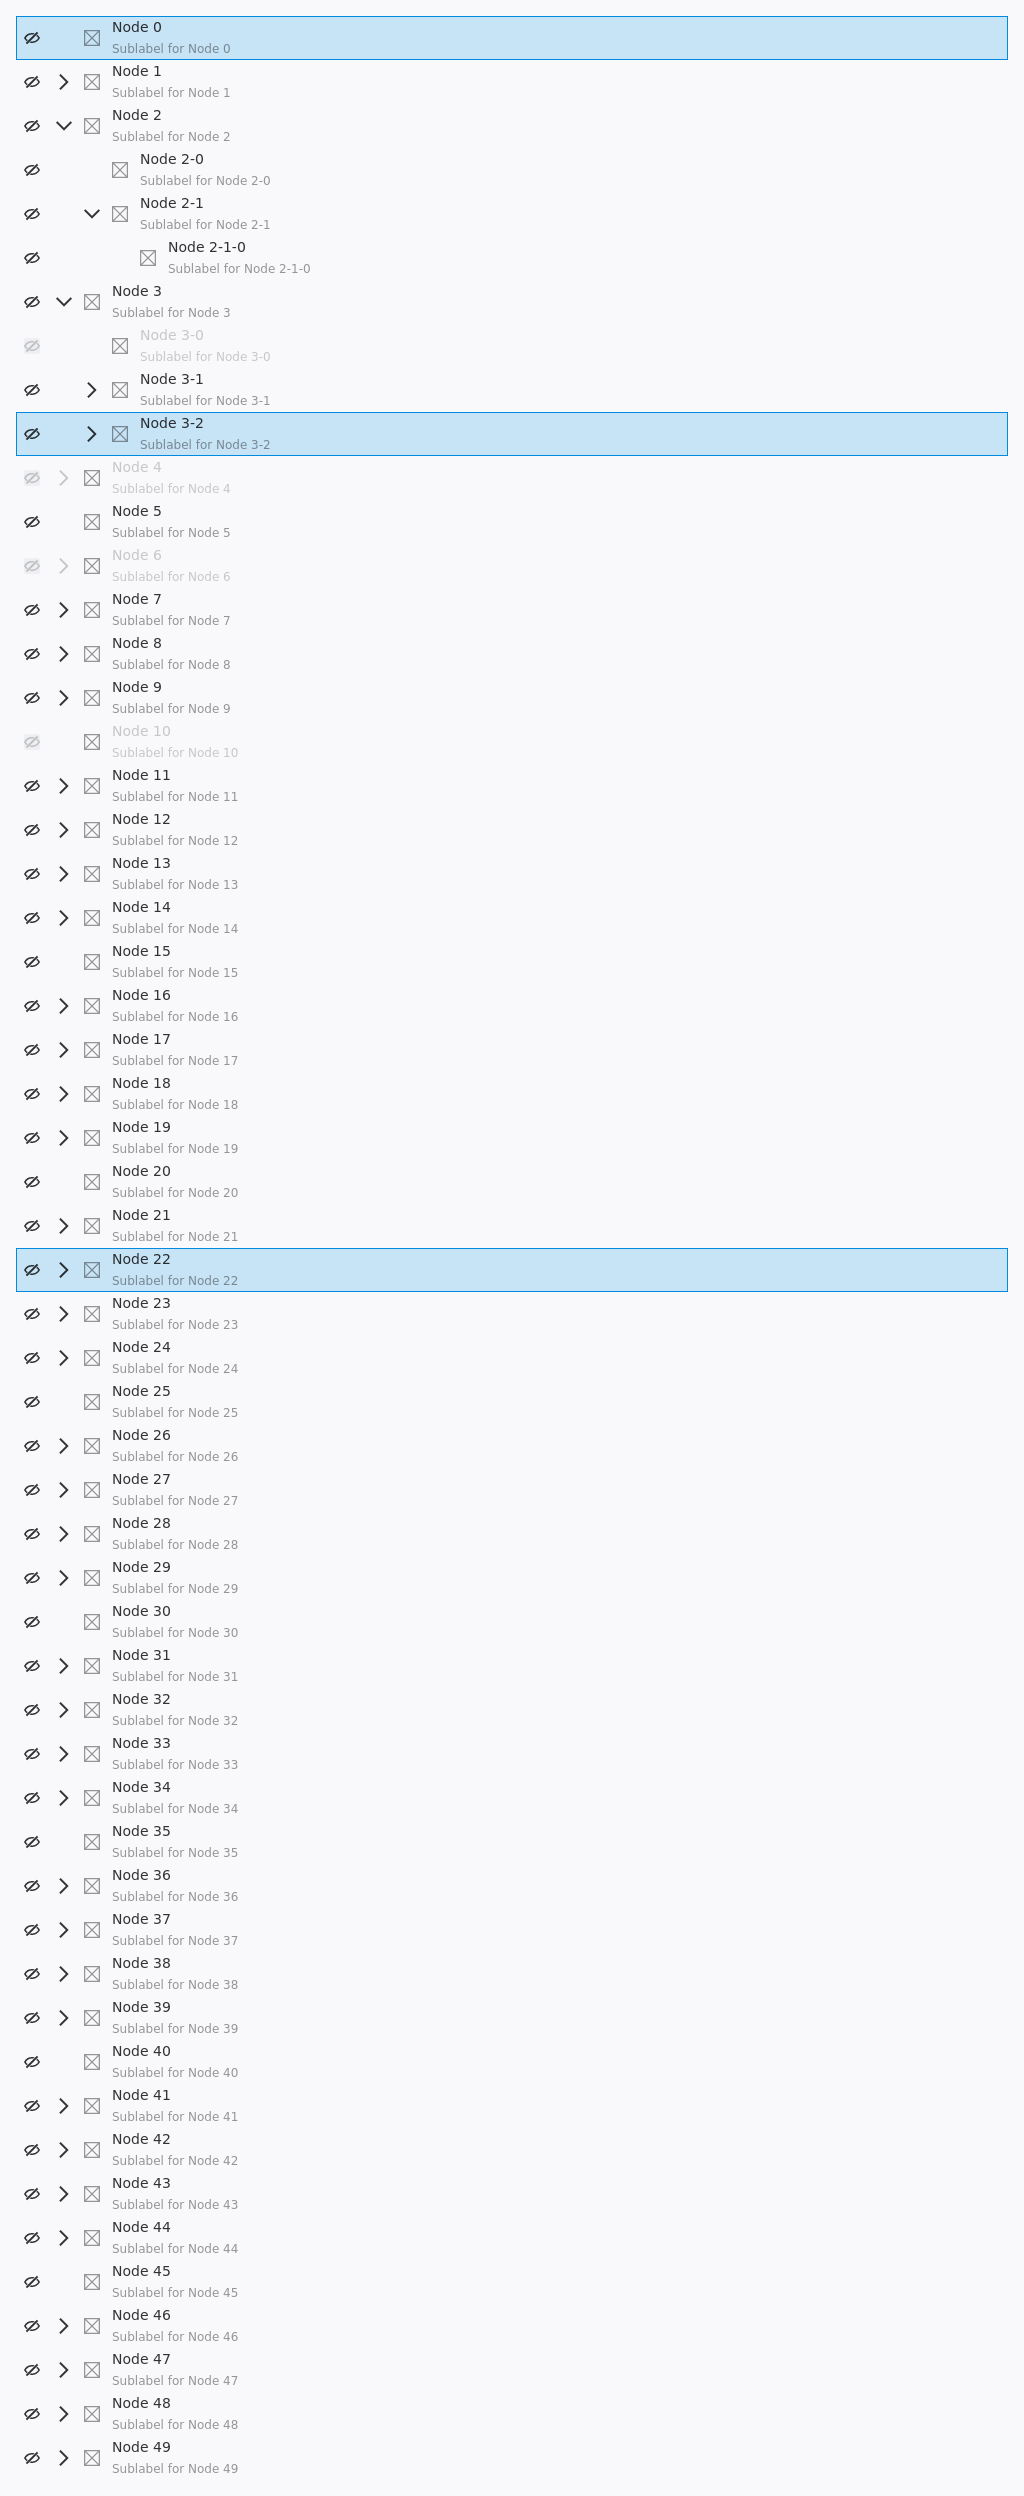 Node 0
Sublabel for Node 0
Node 1
Sublabel for Node 1
Node 2
Sublabel for Node 2
Node 2-0
Sublabel for Node 2-0
Node 2-1
Sublabel for Node 2-1
Node 2-1-0
Sublabel for Node 2-1-0
Node 3
Sublabel for Node 3
Node 3-0
Sublabel for Node 3-0
Node 3-1
Sublabel for Node 3-1
Node 3-2
Sublabel for Node 3-2
Node 4
Sublabel for Node 4
Node 5
Sublabel for Node 5
Node 6
Sublabel for Node 6
Node 7
Sublabel for Node 7
Node 8
Sublabel for Node 8
Node 9
Sublabel for Node 9
Node 10
Sublabel for Node 10
Node 11
Sublabel for Node 11
Node 12
Sublabel for Node 12
Node 13
Sublabel for Node 13
Node 14
Sublabel for Node 14
Node 15
Sublabel for Node 15
Node 16
Sublabel for Node 16
Node 17
Sublabel for Node 17
Node 18
Sublabel for Node 18
Node 19
Sublabel for Node 19
Node 20
Sublabel for Node 20
Node 21
Sublabel for Node 21
Node 22
Sublabel for Node 22
Node 23
Sublabel for Node 23
Node 24
Sublabel for Node 24
Node 25
Sublabel for Node 25
Node 26
Sublabel for Node 26
Node 27
Sublabel for Node 27
Node 28
Sublabel for Node 28
Node 29
Sublabel for Node 29
Node 30
Sublabel for Node 30
Node 31
Sublabel for Node 31
Node 32
Sublabel for Node 32
Node 33
Sublabel for Node 33
Node 34
Sublabel for Node 34
Node 35
Sublabel for Node 35
Node 36
Sublabel for Node 36
Node 37
Sublabel for Node 37
Node 38
Sublabel for Node 38
Node 39
Sublabel for Node 39
Node 40
Sublabel for Node 40
Node 41
Sublabel for Node 41
Node 42
Sublabel for Node 42
Node 43
Sublabel for Node 43
Node 44
Sublabel for Node 44
Node 45
Sublabel for Node 45
Node 46
Sublabel for Node 46
Node 47
Sublabel for Node 47
Node 48
Sublabel for Node 48
Node 49
Sublabel for Node 49